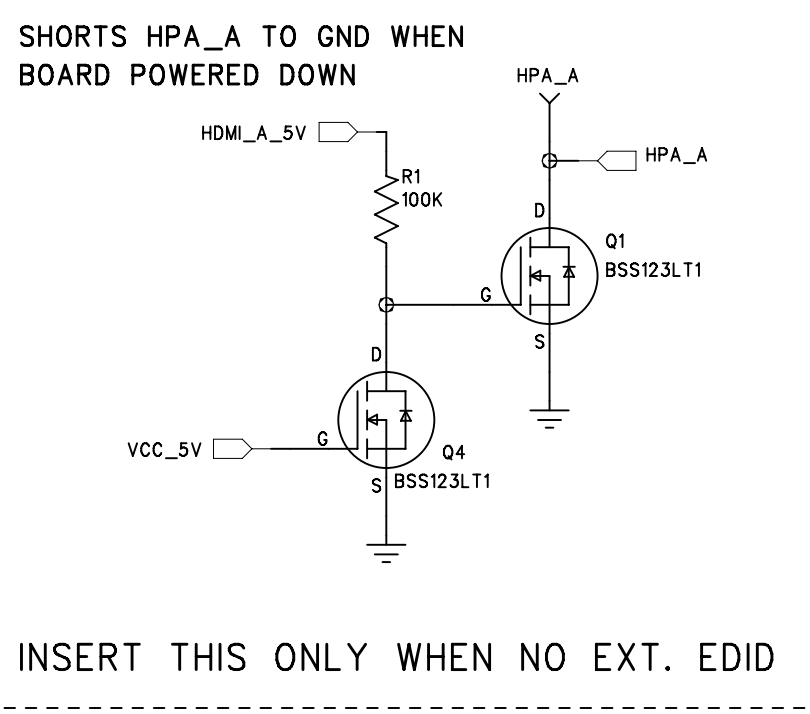 SHORTS HPA_A TO GND WHEN
BOARD POWERED DOWN
HPA_A
HDMI_A_5V
HPA_A
R1
100K
D
Q1
BSS123LT1
G
S
D
VCC_5V
G
Q4
S
BSS123LT1
INSERT THIS ONLY WHEN NO EXT. EDID